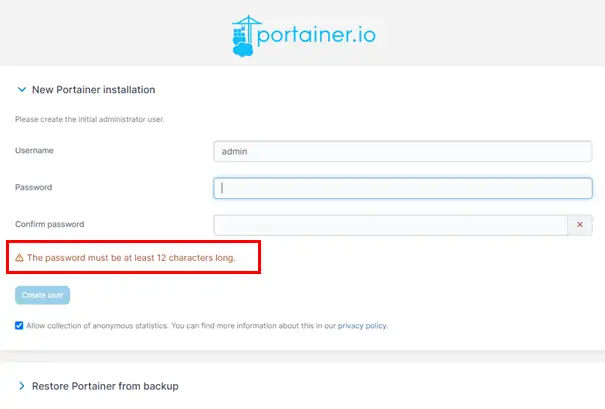 portainer.io
New Portainer installation
Please create the initial administrator user.
Username
admin
Password
Confirm password
The password must be at least 12 characters long.
Create user
Allow collection of anonymous statistics. You can find more information about this in our privacy policy.
Restore Portainer from backup